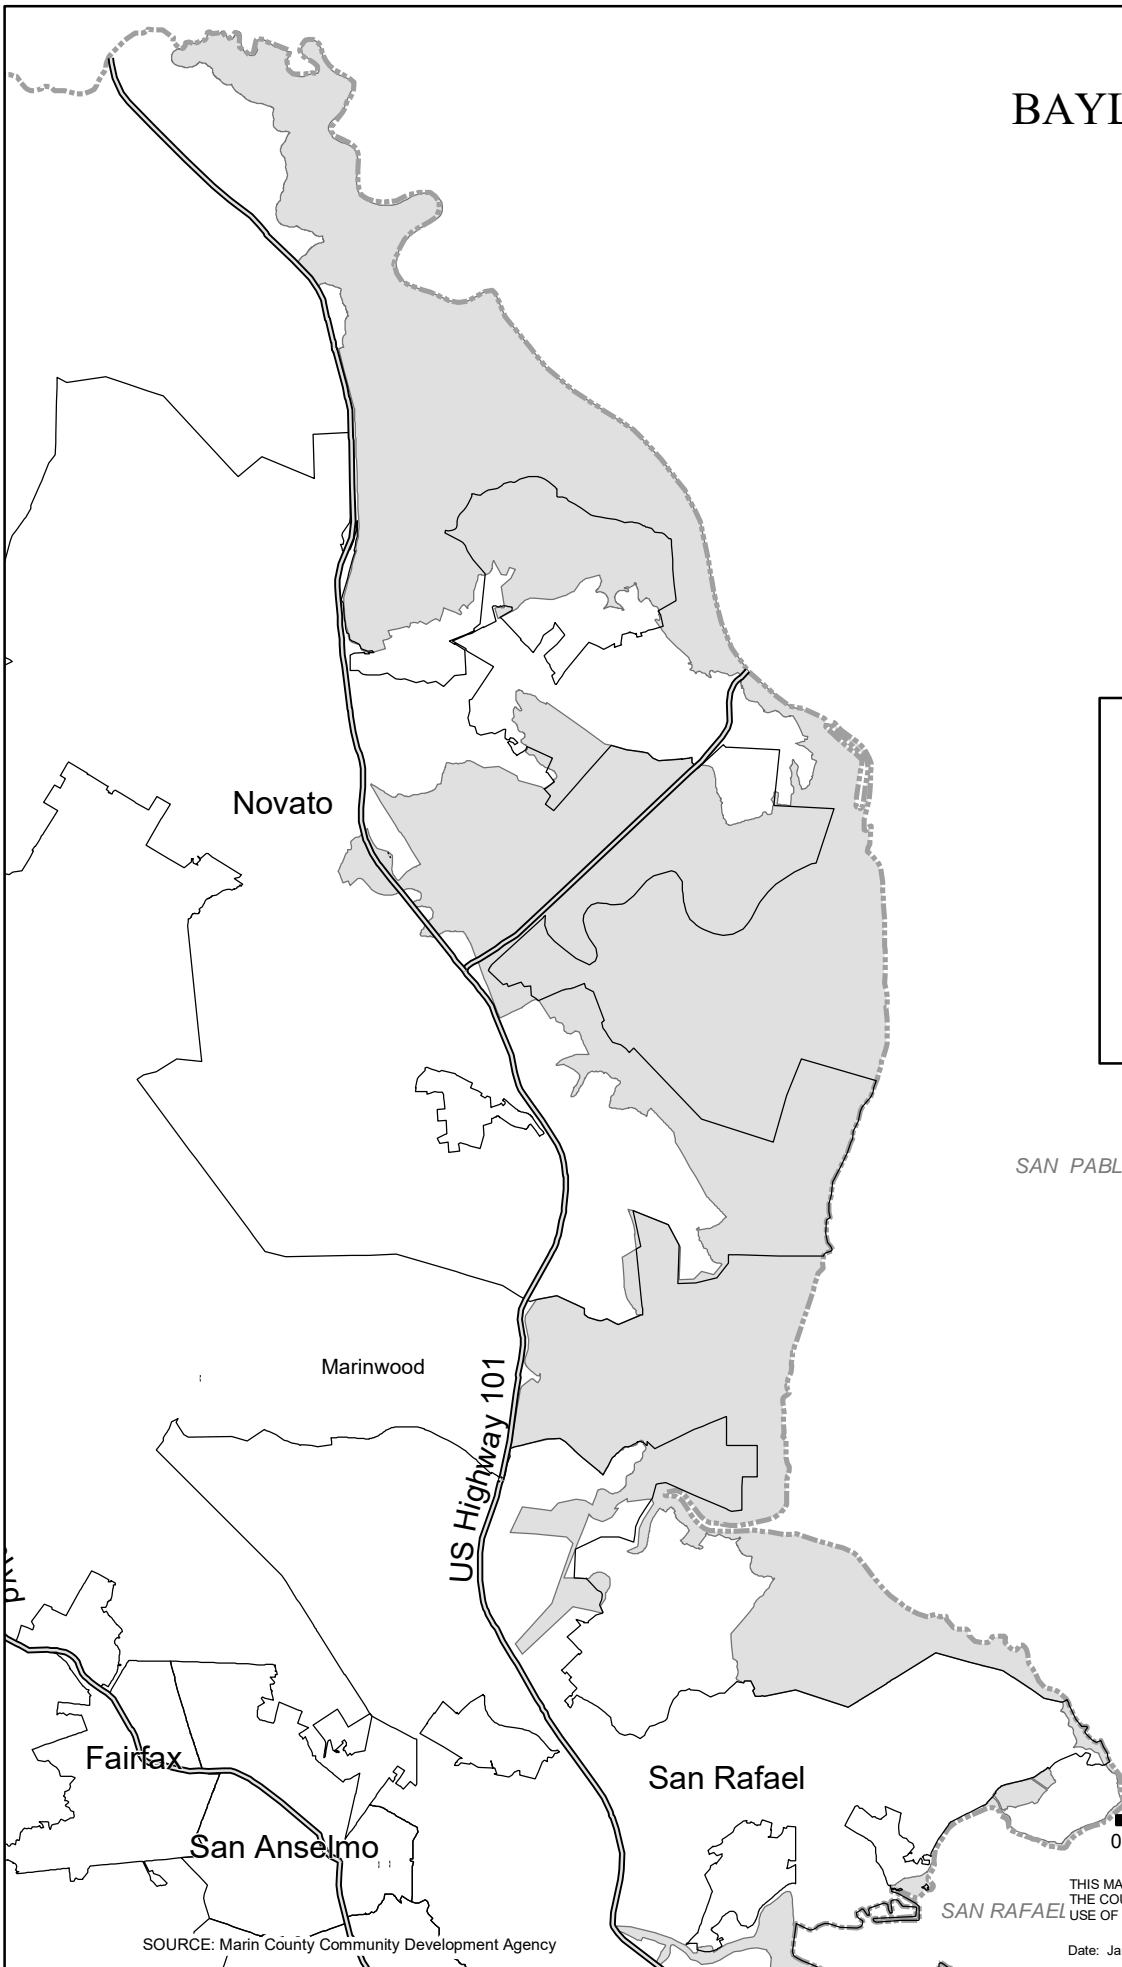 BAYL
Novato
SAN PABL
Marinwood
US Highway 101
Fairfax
San Rafael
San Anselmo
0
THIS MA
THE COU
SAN RAFAEL
USE OF
SOURCE: Marin County Community Development Agency
Date: Ja